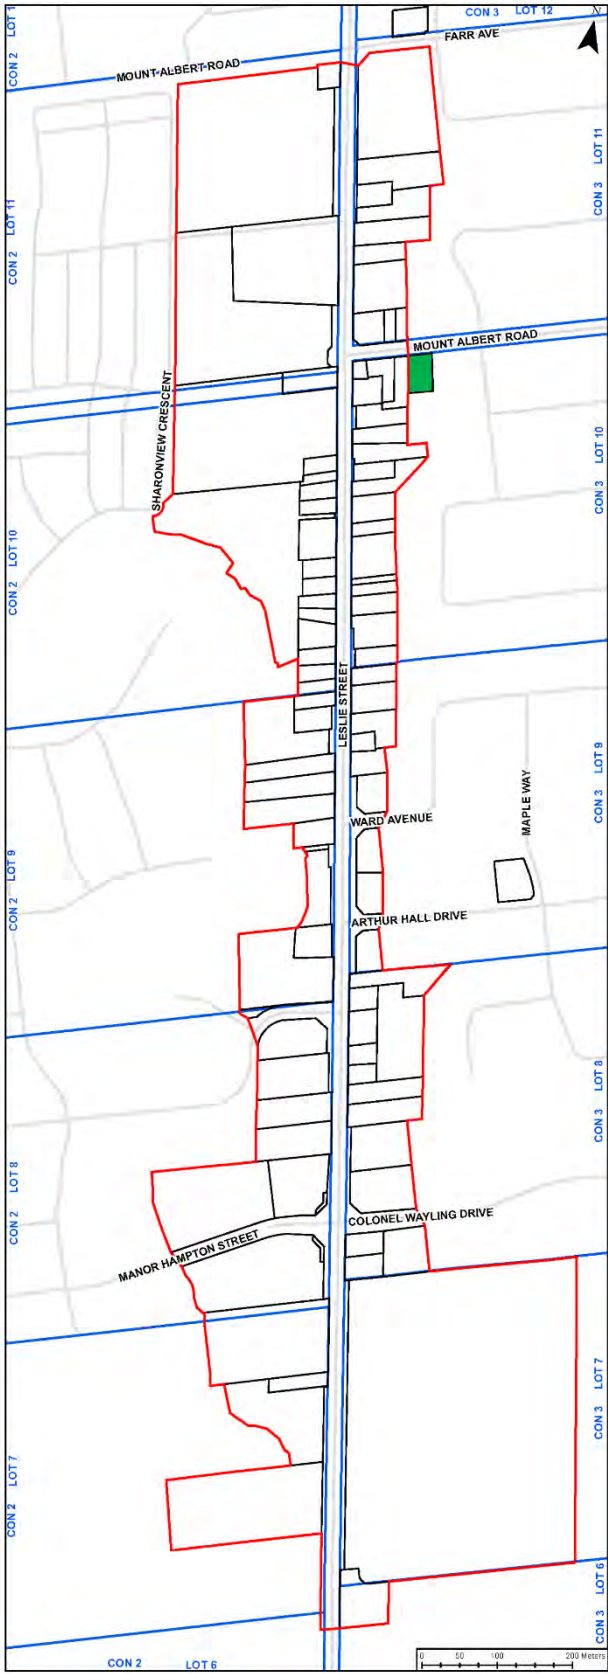 CON 3 LOT 12
N
LOT 1
CON 2
FARR AVE
MOUNT ALBERT ROAD
LOT 11
CON 3
LOT 11
CON 2
MOUNT ALBERT ROAD
SHARONVIEW CRESCENT
LOT 10
CON 3
LOT 10
CON 2
LESLIE STREET
LOT 9
CON 3
MAPLE WAY
WARD AVENUE
LOT 9
CON 2
ARTHUR HALL DRIVE
LOT 8
CON 3
LOT 8
CON 2
COLONEL WAYLING DRIVE
MANOR HAMPTON STREET
LOT 7
CON 3
LOT 7
CON 2
LOT 6
CON 3
CON 2 LOT 6
0 50 100 200 Meters